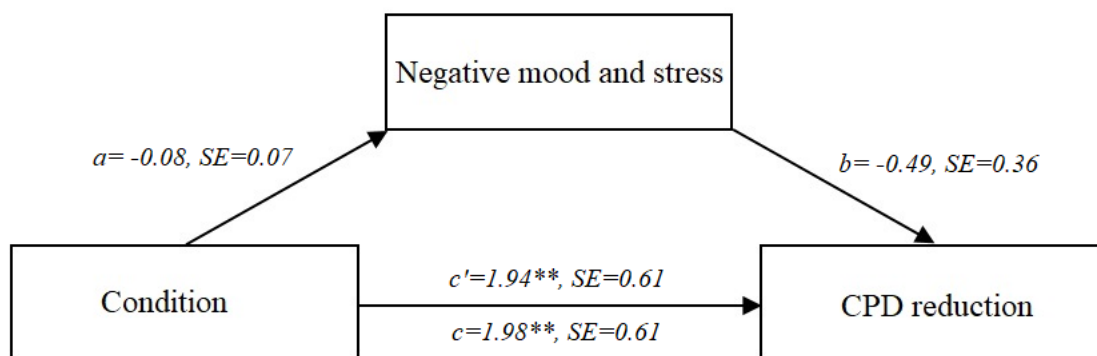 Negative mood and stress
a= -0.08, SE=0.07
b= -0.49, SE=0.36
Condition
c'=1.94**, SE=0.61
c=1.98**, SE=0.61
CPD reduction